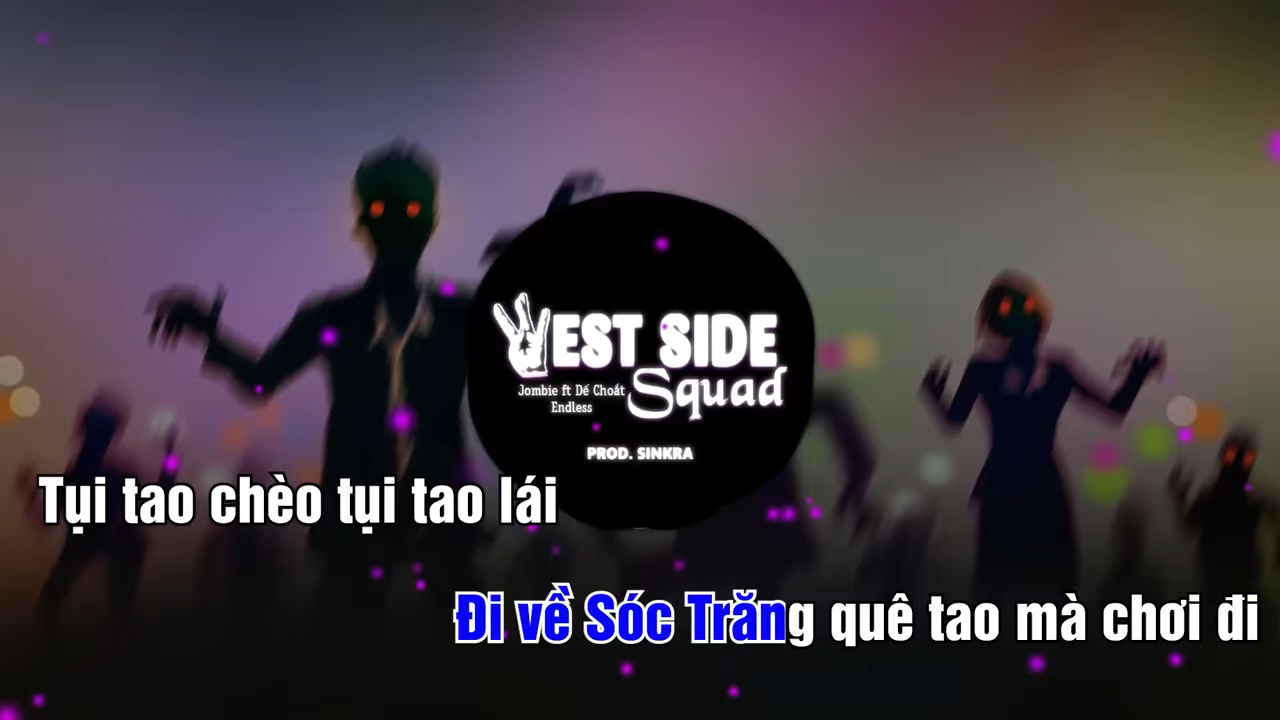 WEST SIDE
Squad
Jombie ft Dế Choắt
Endless
PROD. SINKRA
Tụi tao chèo tụi tao lái
Đi về Sóc Trăng quê tao mà chơi đi